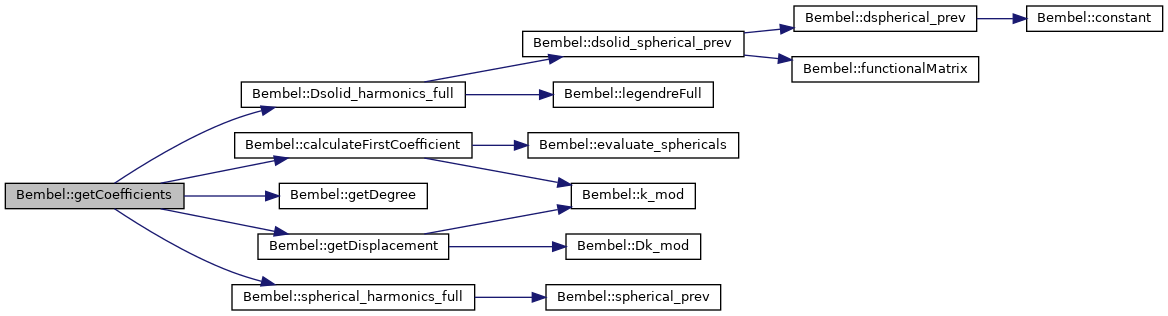 Bembel::getCoefficients
Bembel::Dsolid_harmonics_full
Bembel::dsolid_spherical_prev
Bembel::dspherical_prev
Bembel::constant
Bembel::functionalMatrix
Bembel::legendreFull
Bembel::calculateFirstCoefficient
Bembel::evaluate_sphericals
Bembel::k_mod
Bembel::getDegree
Bembel::getDisplacement
Bembel::Dk_mod
Bembel::spherical_harmonics_full
Bembel::spherical_prev